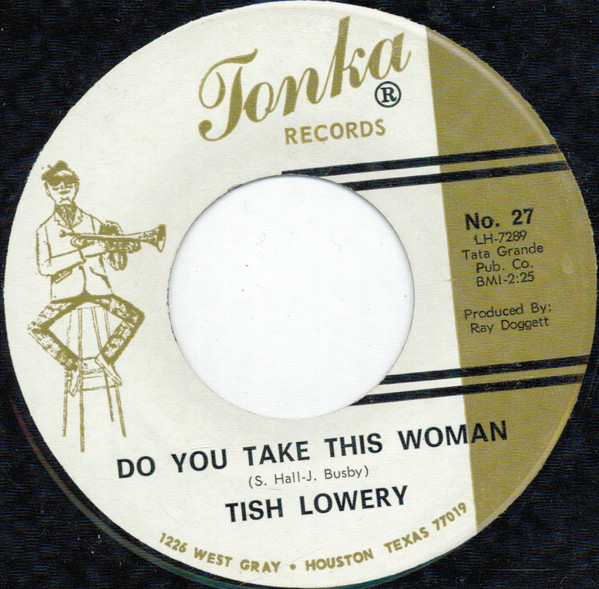 Tonka
®
RECORDS
No. 27
LH-7289
Tata Grande
Pub. Co.
BMI-2:25
Produced By:
Ray Doggett
DO YOU TAKE THIS WOMAN
(S. Hall-J. Busby)
TISH LOWERY
1226 WEST GRAY • HOUSTON TEXAS 77019